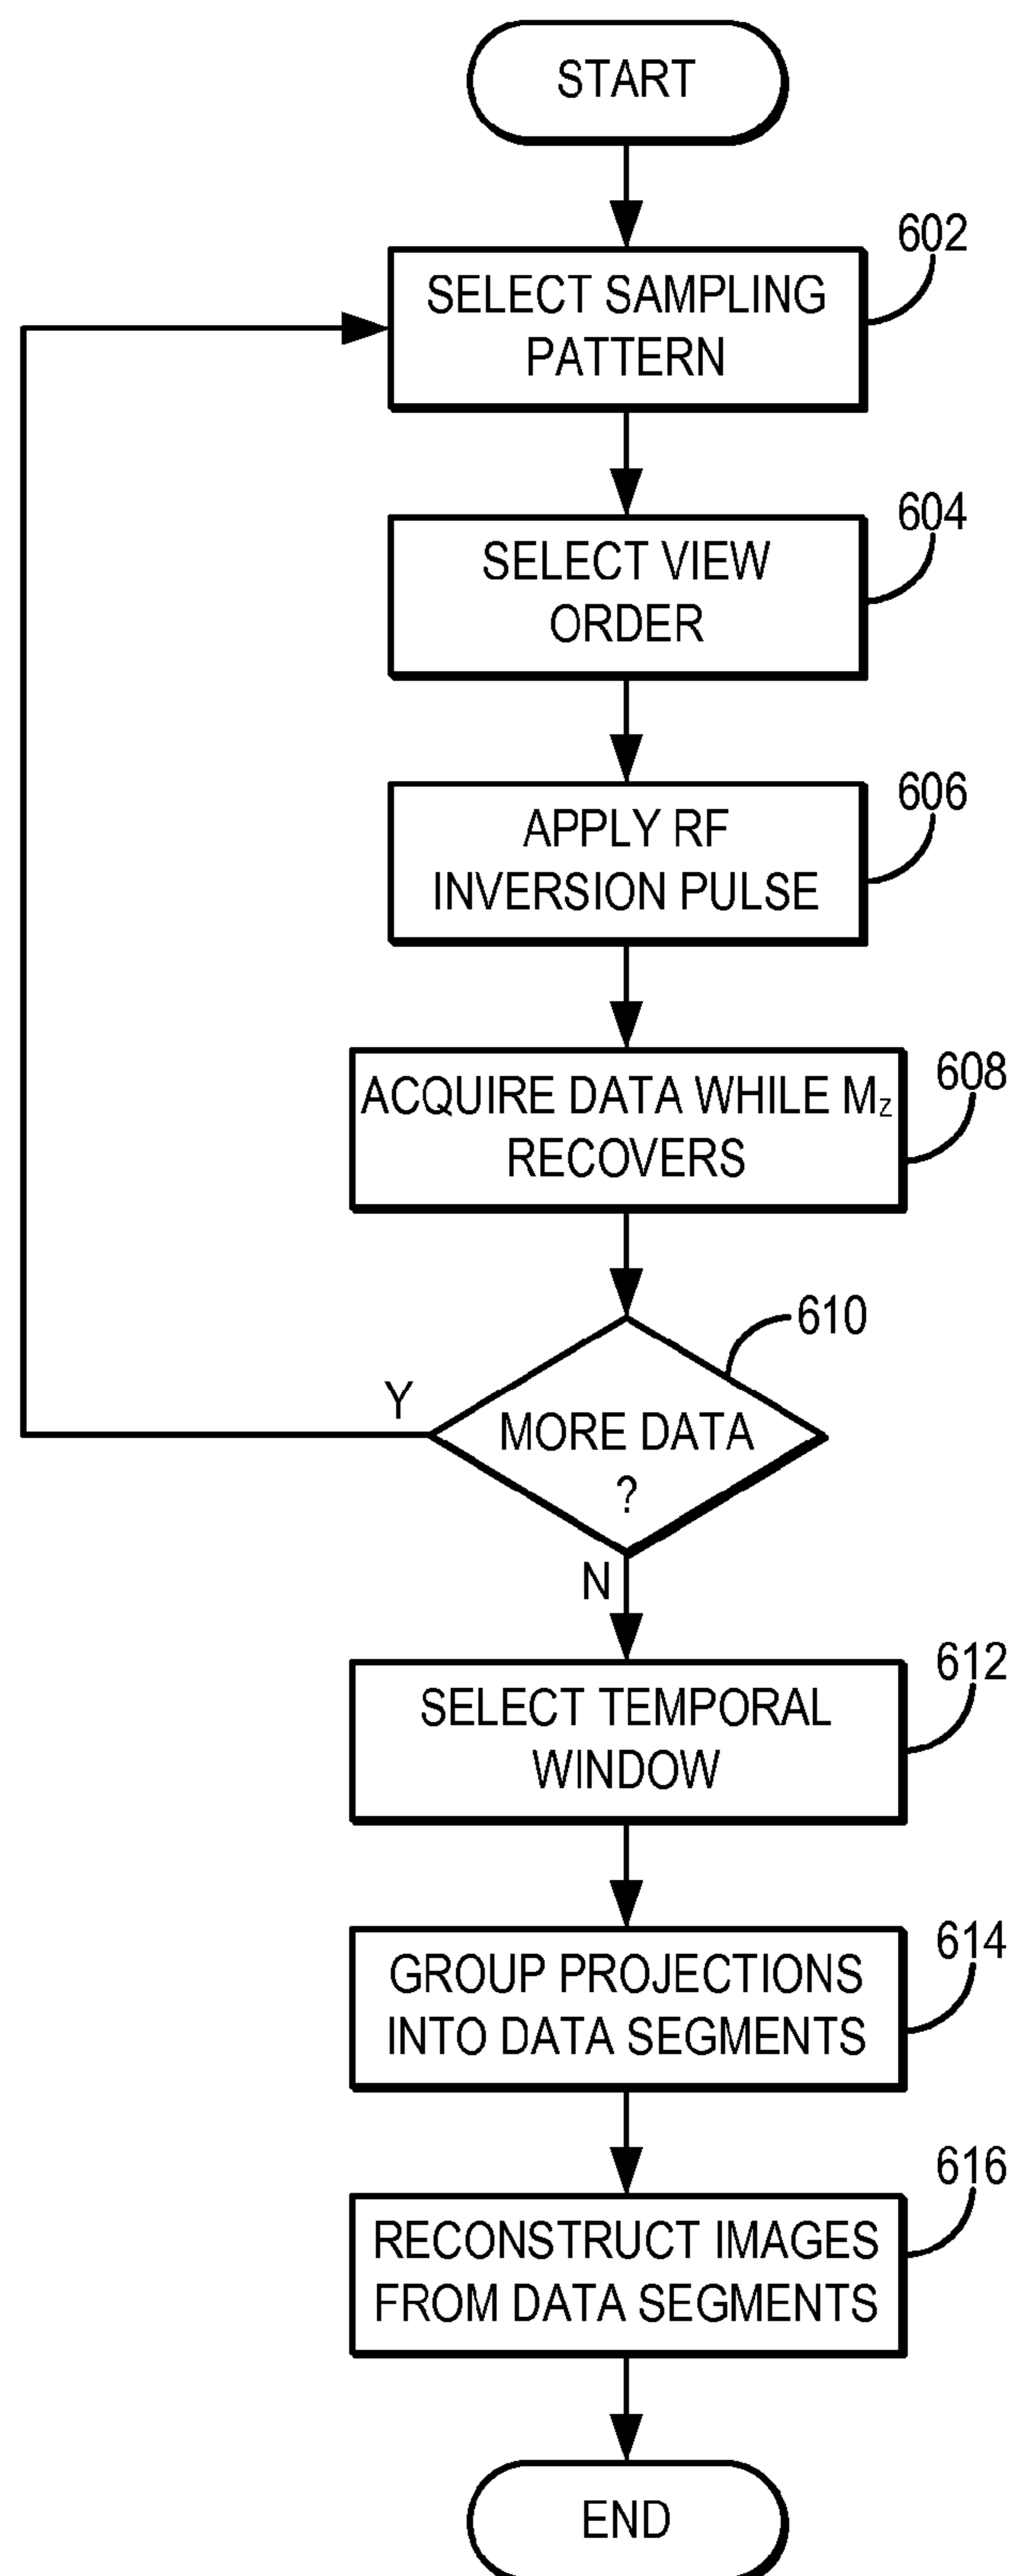 START
602
SELECT SAMPLING
PATTERN
604
SELECT VIEW
ORDER
606
APPLY RF
INVERSION PULSE
608
ACQUIRE DATA WHILE Mz
RECOVERS
610
Y
MORE DATA
?
N
612
SELECT TEMPORAL
WINDOW
614
GROUP PROJECTIONS
INTO DATA SEGMENTS
616
RECONSTRUCT IMAGES
FROM DATA SEGMENTS
END